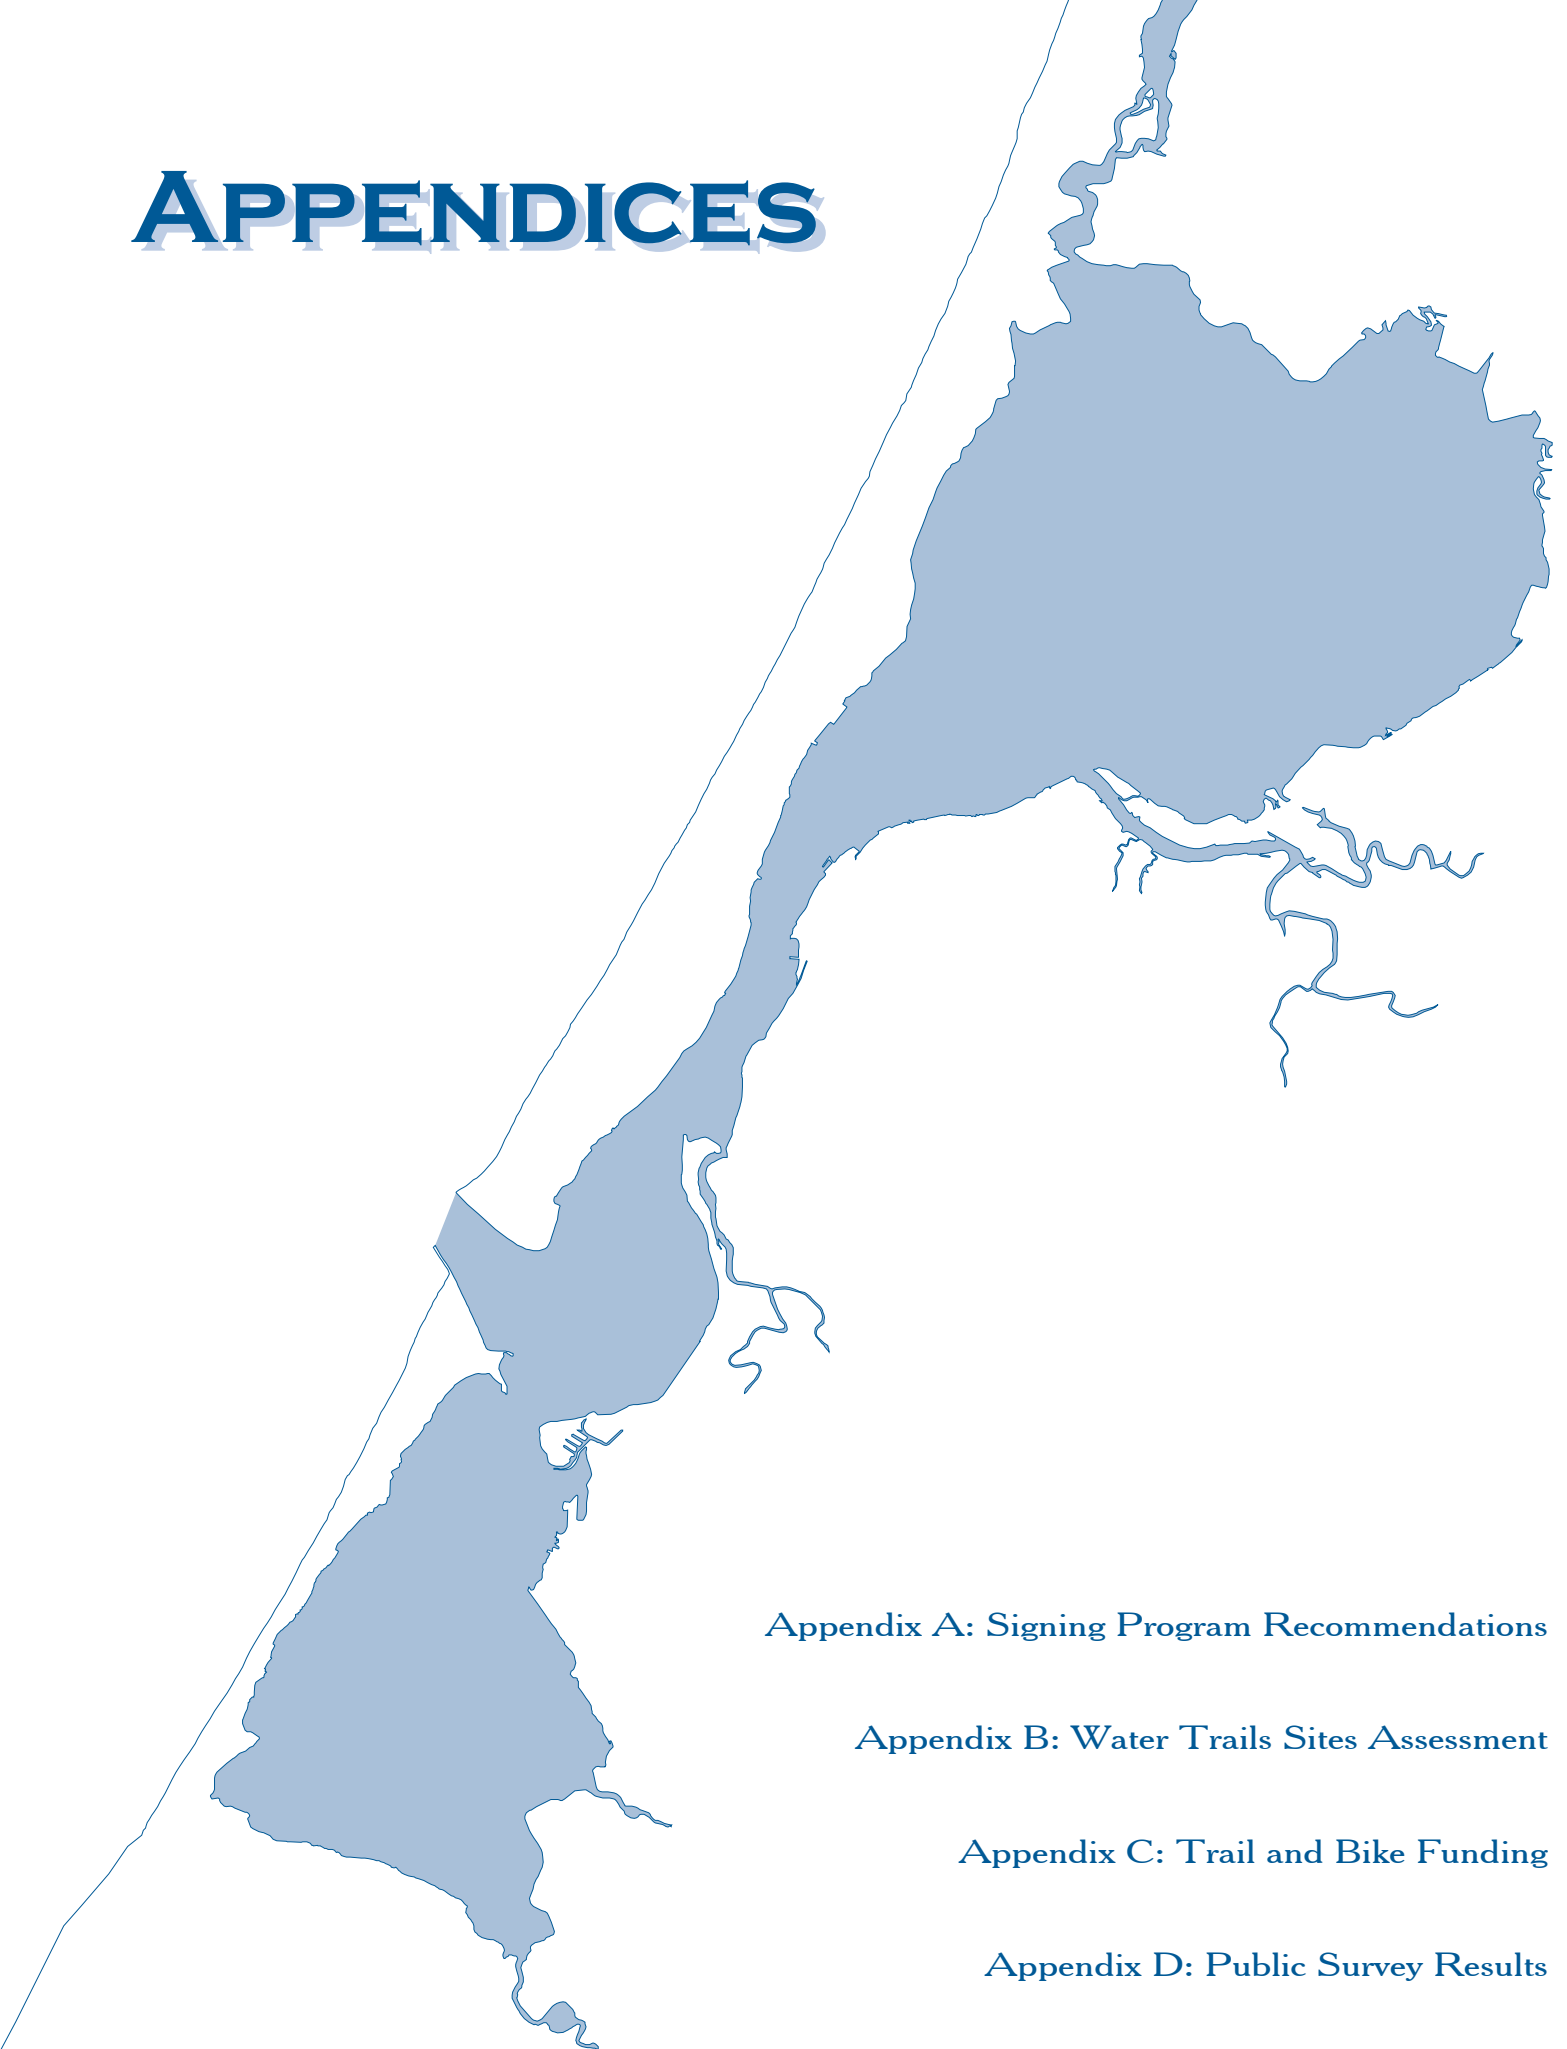 APPENDICES
Appendix A: Signing Program Recommendations
Appendix B: Water Trails Sites Assessment
Appendix C: Trail and Bike Funding
Appendix D: Public Survey Results